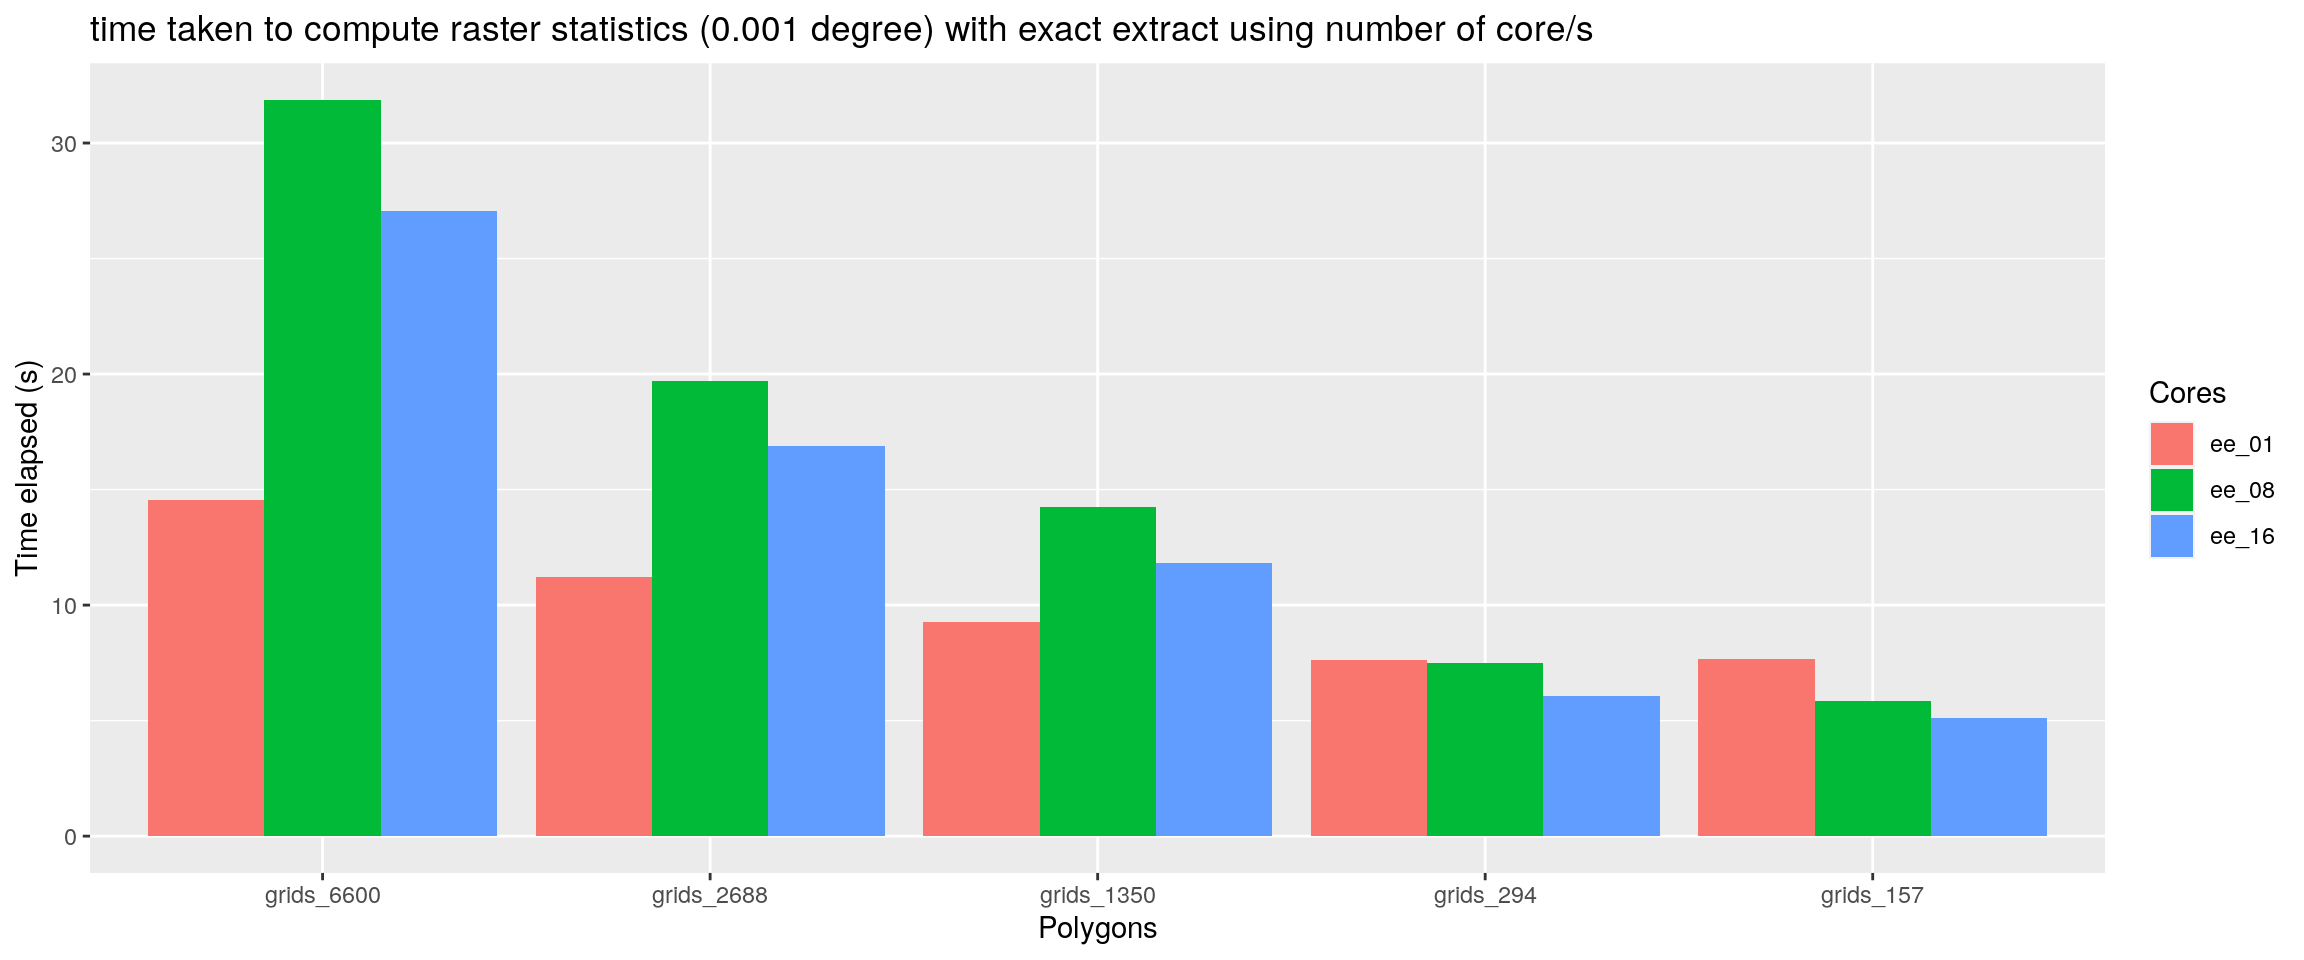 time taken to compute raster statistics (0.001 degree) with exact extract using number of core/s
Time elapsed (s)
30
20
10
0
grids_6600
grids_2688
grids_1350
grids_294
grids_157
Polygons
Cores
ee_01
ee_08
ee_16